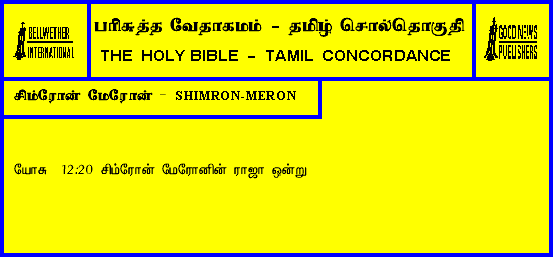 BELLWETHER
INTERNATIONAL
பரிசுத்த வேதாகமம் - தமிழ் சொல்தொகுதி
THE HOLY BIBLE - TAMIL CONCORDANCE
GOOD NEWS
PUBLISHERS
சிம்ரோன் மேரோன் - SHIMRON-MERON
யோசு 12:20 சிம்ரோன் மேரோனின் ராஜா ஒன்று